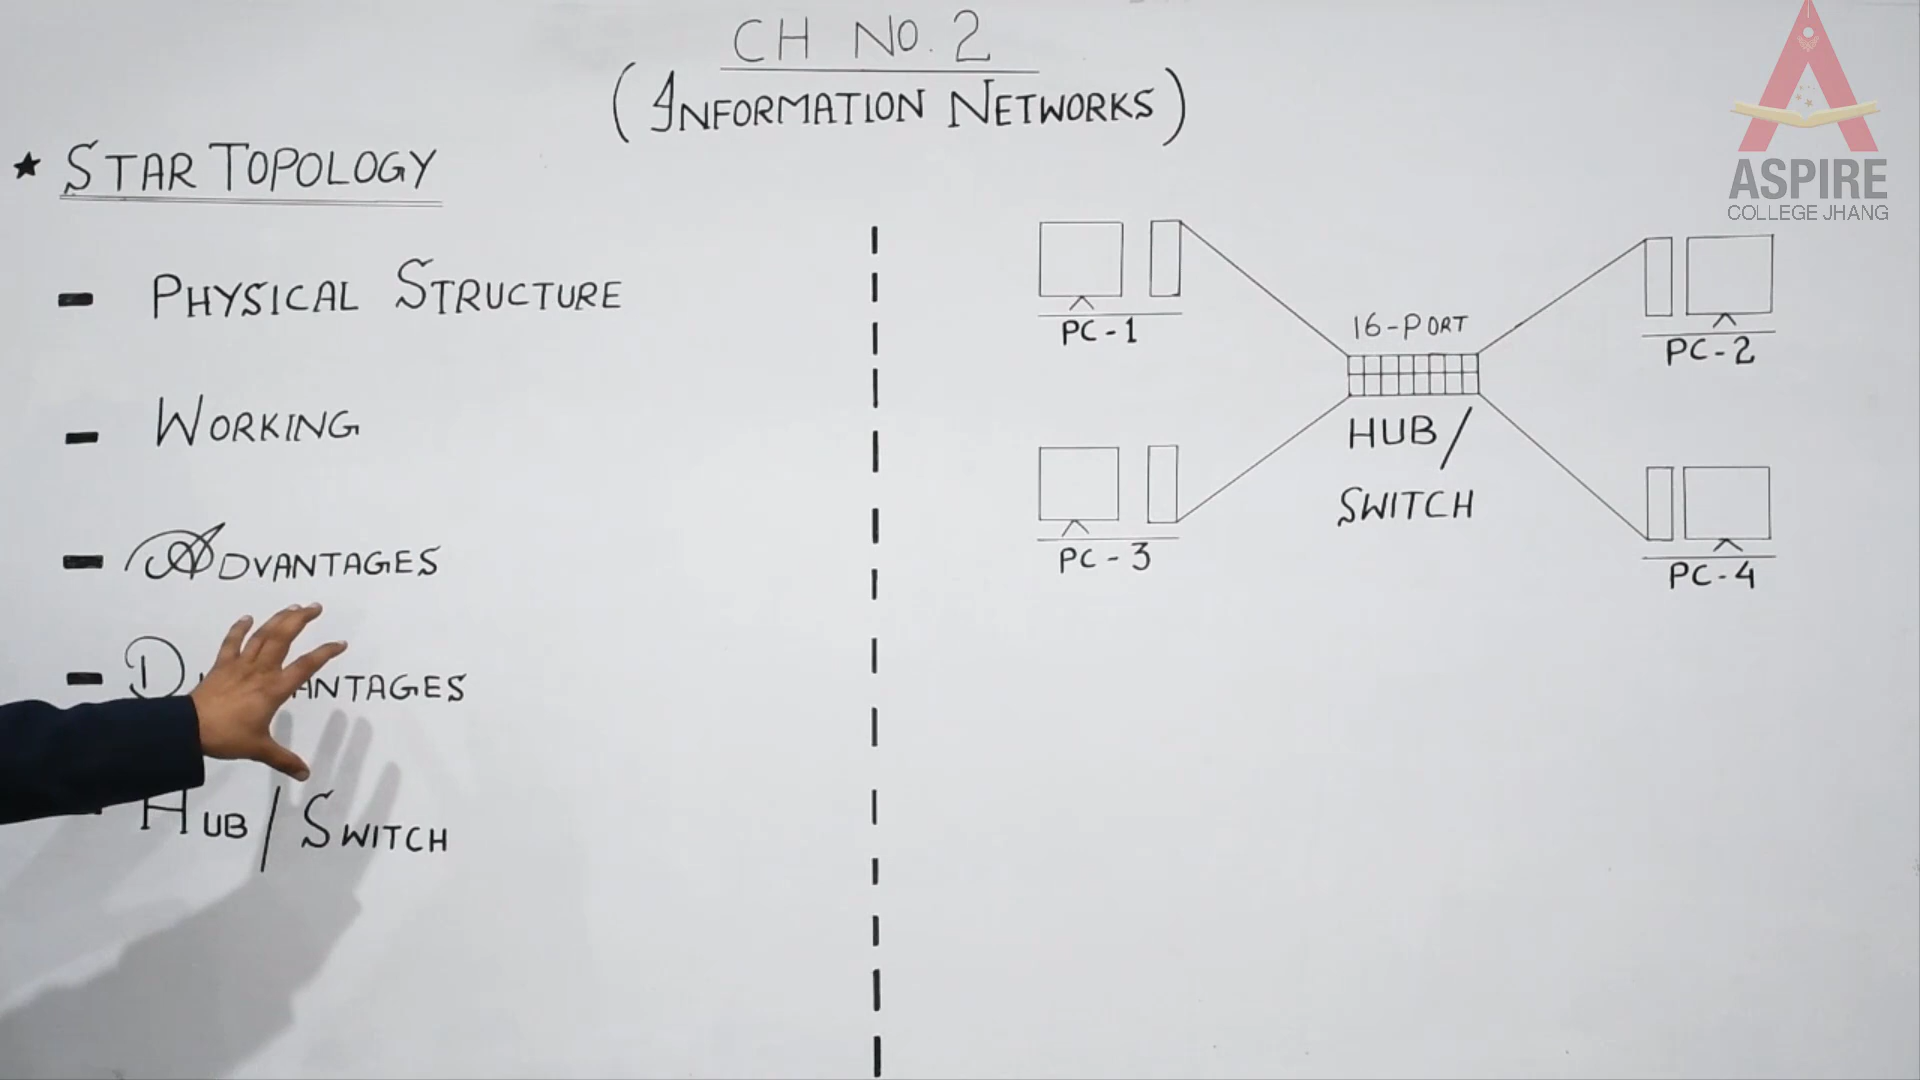 CH NO. 2
(INFORMATION NETWORKS)
★ STAR TOPOLOGY
- PHYSICAL STRUCTURE
- WORKING
- ADVANTAGES
- D ANTAGES
- HUB / SWITCH
PC-1
16-PORT
PC-2
HUB /
SWITCH
PC-3
PC-4
ASPIRE
COLLEGE JHANG